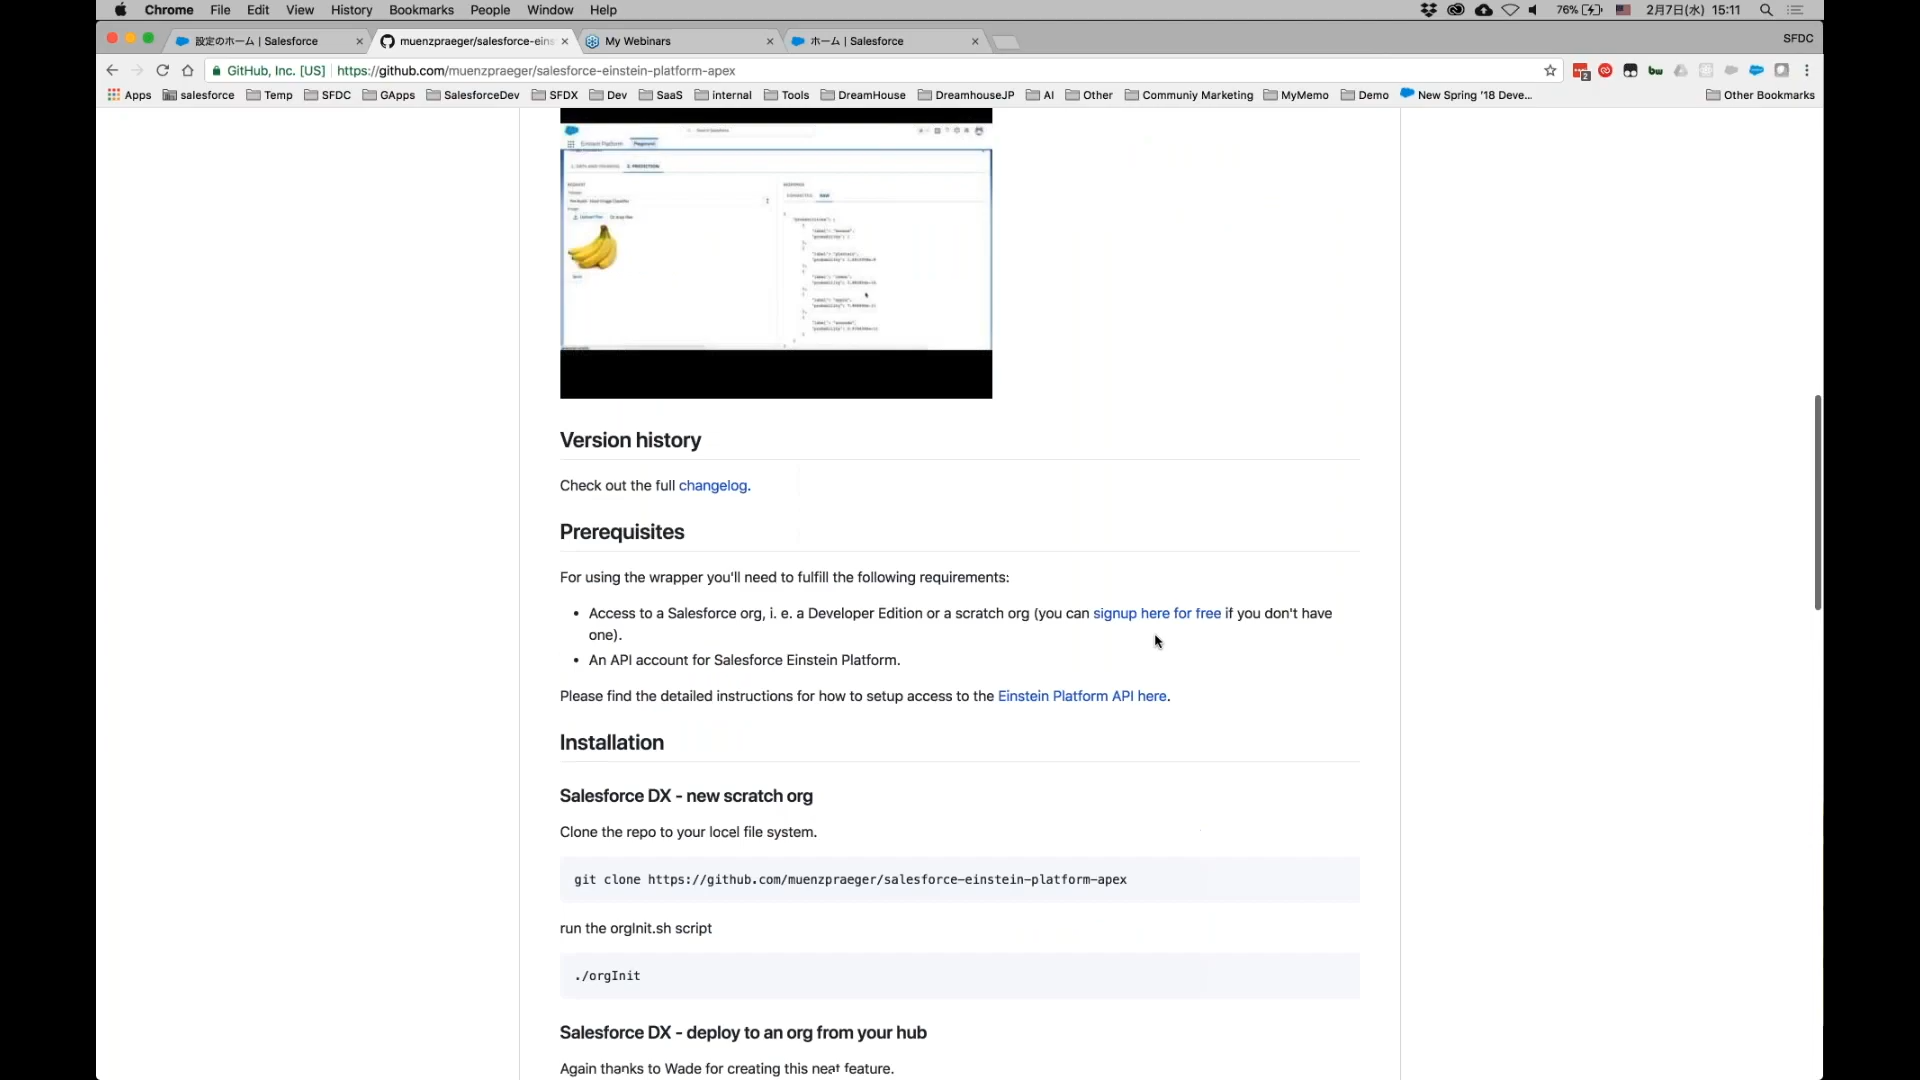 Chrome File Edit View History Bookmarks People Window Help 76% 2月7日(水) 15:11
設定のホーム | Salesforce muenzpraeger/salesforce-eins My Webinars ホーム | Salesforce SFDC
GitHub, Inc. [US] https://github.com/muenzpraeger/salesforce-einstein-platform-apex 2
Apps salesforce Temp SFDC GApps SalesforceDev SFDX Dev SaaS internal Tools DreamHouse DreamhouseJP AI Other Communiy Marketing MyMemo Demo New Spring '18 Deve... Other Bookmarks
Einstein Platform Playground
Version history
Check out the full changelog.
Prerequisites
For using the wrapper you'll need to fulfill the following requirements:
• Access to a Salesforce org, i. e. a Developer Edition or a scratch org (you can signup here for free if you don't have
one).
• An API account for Salesforce Einstein Platform.
Please find the detailed instructions for how to setup access to the Einstein Platform API here.
Installation
Salesforce DX - new scratch org
Clone the repo to your locel file system.
git clone https://github.com/muenzpraeger/salesforce-einstein-platform-apex
run the orgInit.sh script
./orgInit
Salesforce DX - deploy to an org from your hub
Again thanks to Wade for creating this neat feature.